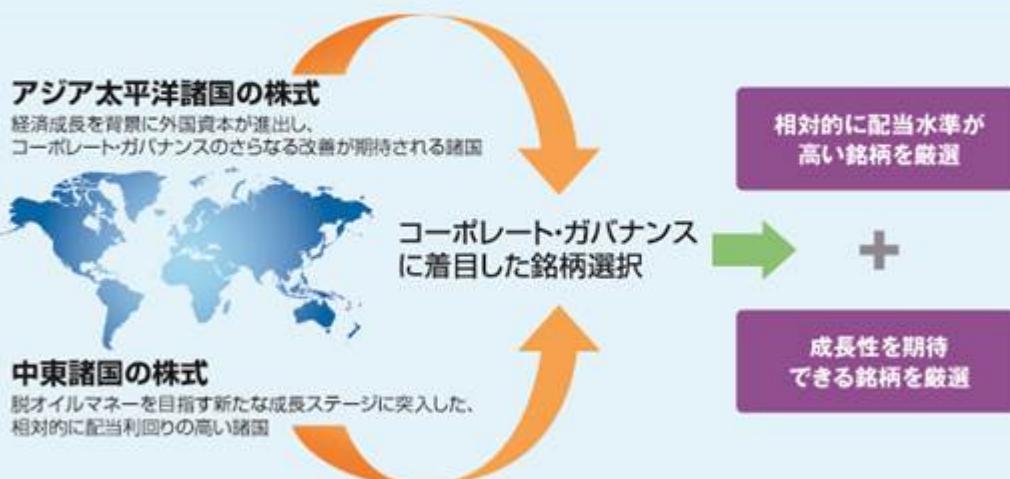 アジア太平洋諸国の株式
経済成長を背景に外国資本が進出し、
コーポレート・ガバナンスのさらなる改善が期待される諸国
コーポレート・ガバナンス
に着目した銘柄選択
中東諸国の株式
脱オイルマネーを目指す新たな成長ステージに突入した、
相対的に配当利回りの高い諸国
相対的に配当水準が
高い銘柄を厳選
+
成長性を期待
できる銘柄を厳選